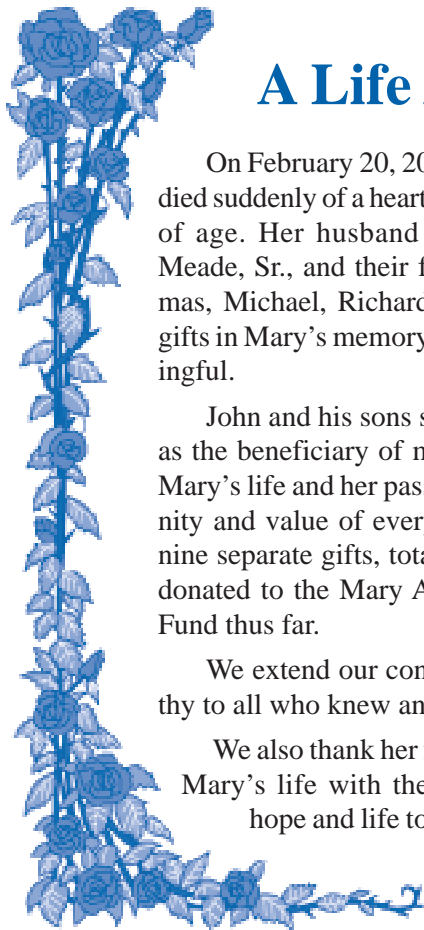 A Life
On February 20, 20
died suddenly of a heart
of age. Her husband
Meade, Sr., and their f
mas, Michael, Richard
gifts in Mary's memory
ingful.
John and his sons s
as the beneficiary of m
Mary's life and her pas
nity and value of ever
nine separate gifts, tota
donated to the Mary A
Fund thus far.
We extend our con
thy to all who knew an
We also thank her
Mary's life with the
hope and life to